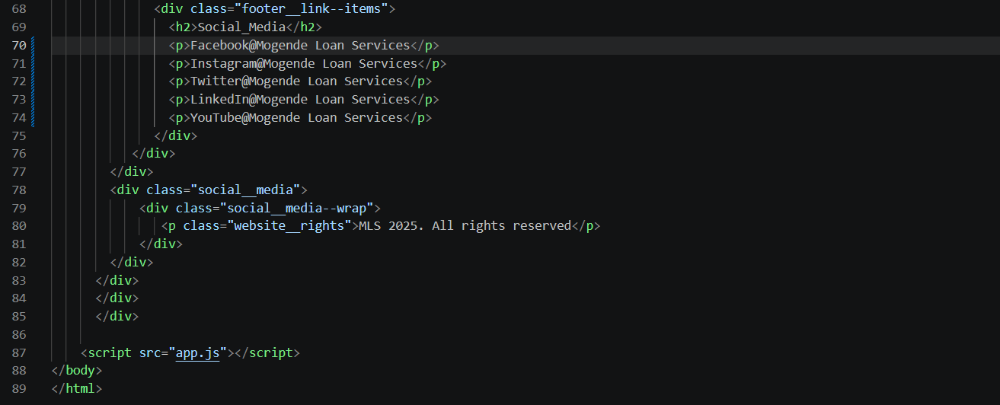 68 <div class="footer__link--items">
69 <h2>Social_Media</h2>
70 <p>Facebook@Mogende Loan Services</p>
71 <p>Instagram@Mogende Loan Services</p>
72 <p>Twitter@Mogende Loan Services</p>
73 <p>LinkedIn@Mogende Loan Services</p>
74 <p>YouTube@Mogende Loan Services</p>
75 </div>
76 </div>
77 </div>
78 <div class="social__media">
79 <div class="social__media--wrap">
80 <p class="website__rights">MLS 2025. All rights reserved</p>
81 </div>
82 </div>
83 </div>
84 </div>
85 </div>
86
87 <script src="app.js"></script>
88 </body>
89 </html>